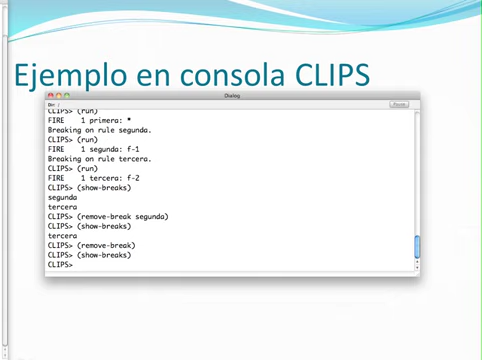 Ejemplo en consola CLIPS
Dialog
Dir: /
Pause
CLIPS> (run)
FIRE 1 primera: *
Breaking on rule segunda.
CLIPS> (run)
FIRE 1 segunda: f-1
Breaking on rule tercera.
CLIPS> (run)
FIRE 1 tercera: f-2
CLIPS> (show-breaks)
segunda
tercera
CLIPS> (remove-break segunda)
CLIPS> (show-breaks)
tercera
CLIPS> (remove-break)
CLIPS> (show-breaks)
CLIPS>